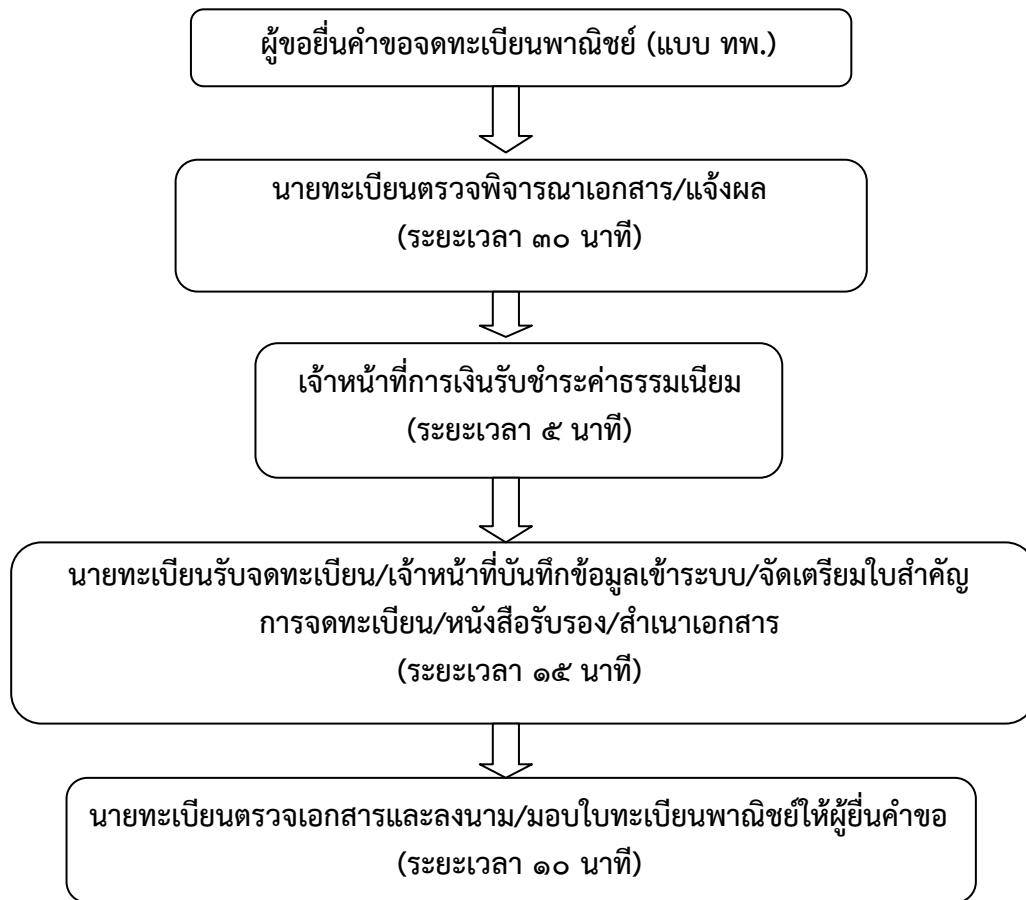 ผู้ขอยื่นคำขอจดทะเบียนพาณิชย์ (แบบ ทพ.)
นายทะเบียนตรวจพิจารณาเอกสาร/แจ้งผล
(ระยะเวลา ๓๐ นาที)
เจ้าหน้าที่การเงินรับชำระค่าธรรมเนียม
(ระยะเวลา ๕ นาที)
นายทะเบียนรับจดทะเบียน/เจ้าหน้าที่บันทึกข้อมูลเข้าระบบ/จัดเตรียมใบสำคัญ
การจดทะเบียน/หนังสือรับรอง/สำเนาเอกสาร
(ระยะเวลา ๑๕ นาที)
นายทะเบียนตรวจเอกสารและลงนาม/มอบใบทะเบียนพาณิชย์ให้ผู้ยื่นคำขอ
(ระยะเวลา ๑๐ นาที)